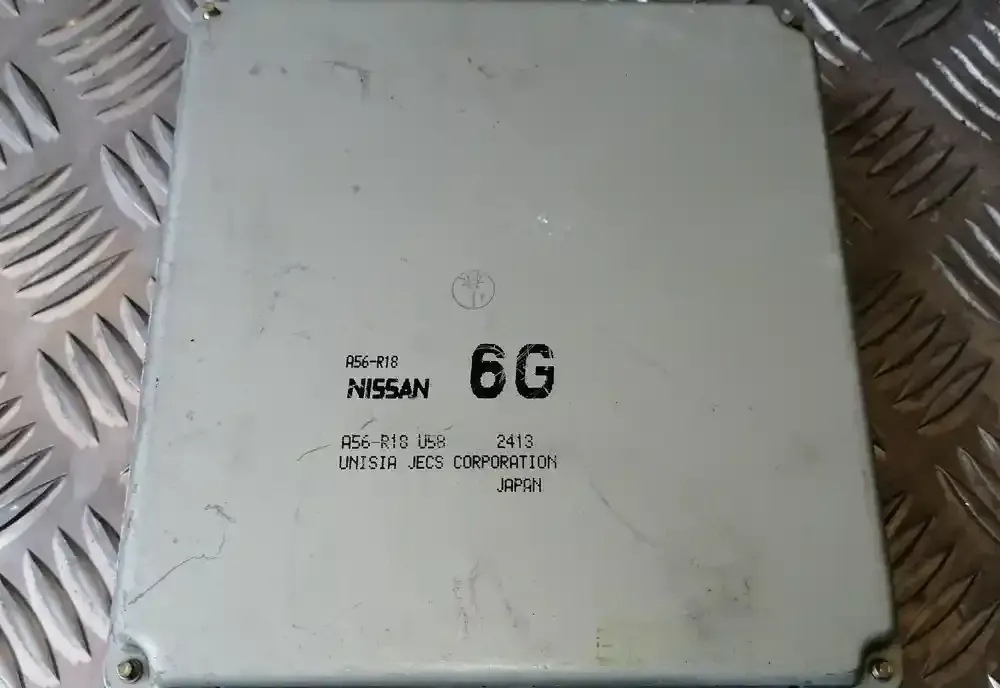 A56-R18
NISSAN 6G
A56-R18 U58 2413
UNISIA JECS CORPORATION
JAPAN